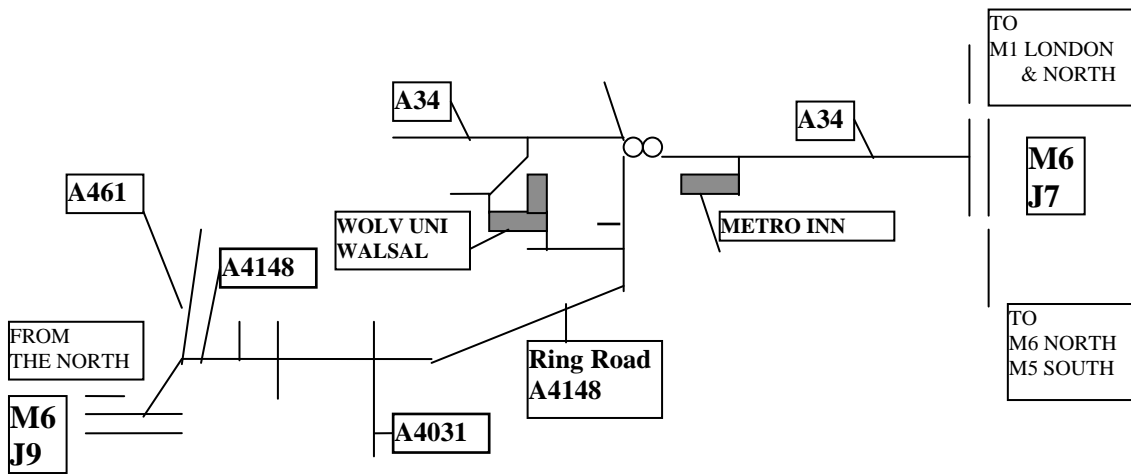 TO
M1 LONDON
& NORTH
A34
A34
M6
J7
A461
WOLV UNI
WALSAL
METRO INN
A4148
FROM
THE NORTH
TO
M6 NORTH
M5 SOUTH
Ring Road
A4148
M6
J9
A4031